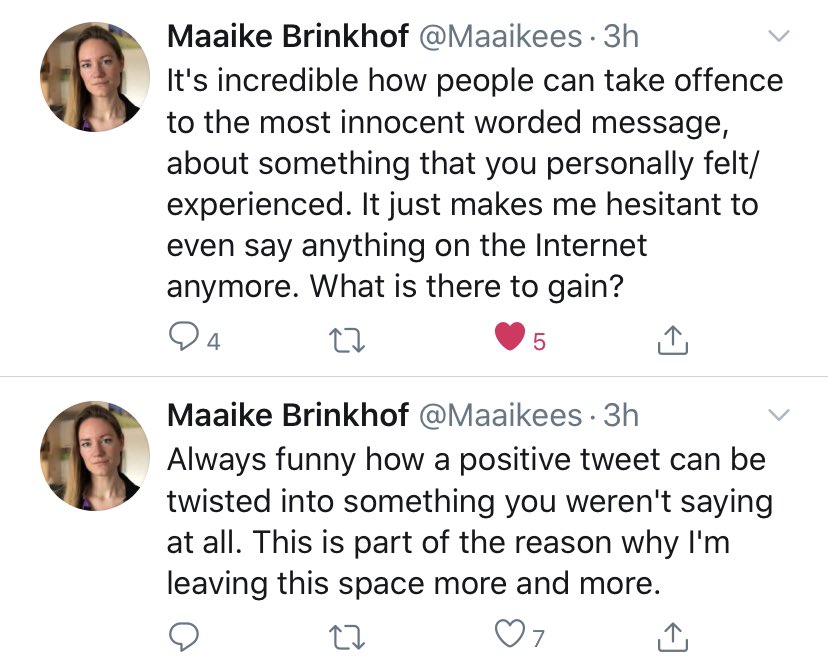 Maaike Brinkhof @Maaikees · 3h
It's incredible how people can take offence
to the most innocent worded message,
about something that you personally felt/
experienced. It just makes me hesitant to
even say anything on the Internet
anymore. What is there to gain?
4 5
Maaike Brinkhof @Maaikees · 3h
Always funny how a positive tweet can be
twisted into something you weren't saying
at all. This is part of the reason why I'm
leaving this space more and more.
7